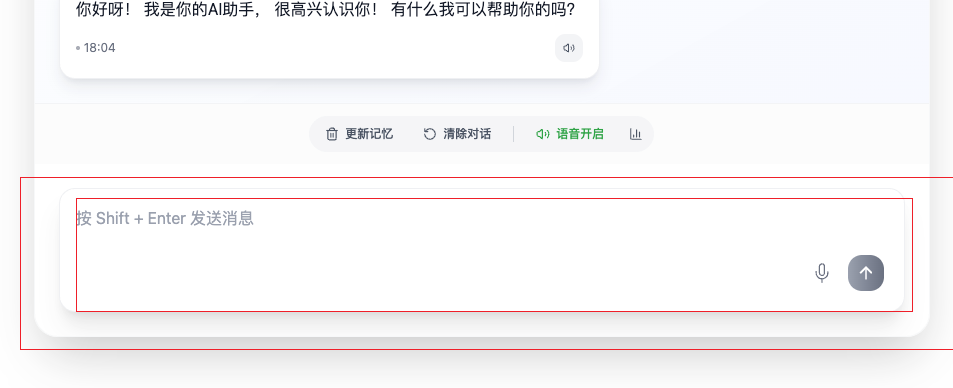 你好呀！ 我是你的AI助手， 很高兴认识你！ 有什么我可以帮助你的吗?
18:04
更新记忆 清除对话 语音开启
按 Shift + Enter 发送消息